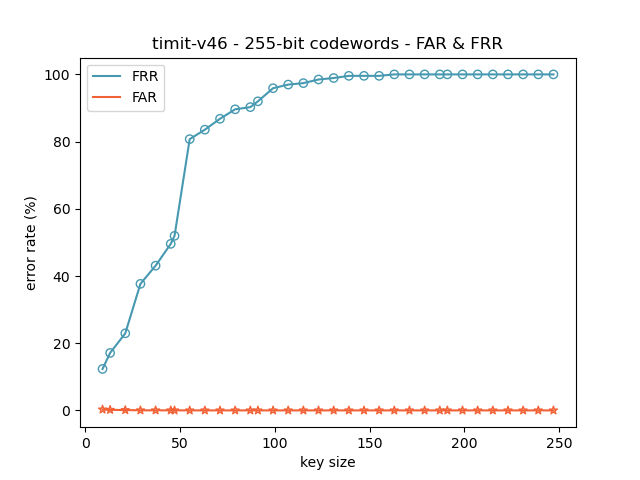 timit-v46 - 255-bit codewords - FAR & FRR
FRR
FAR
100
80
60
40
20
0
error rate (%)
0 50 100 150 200 250
key size